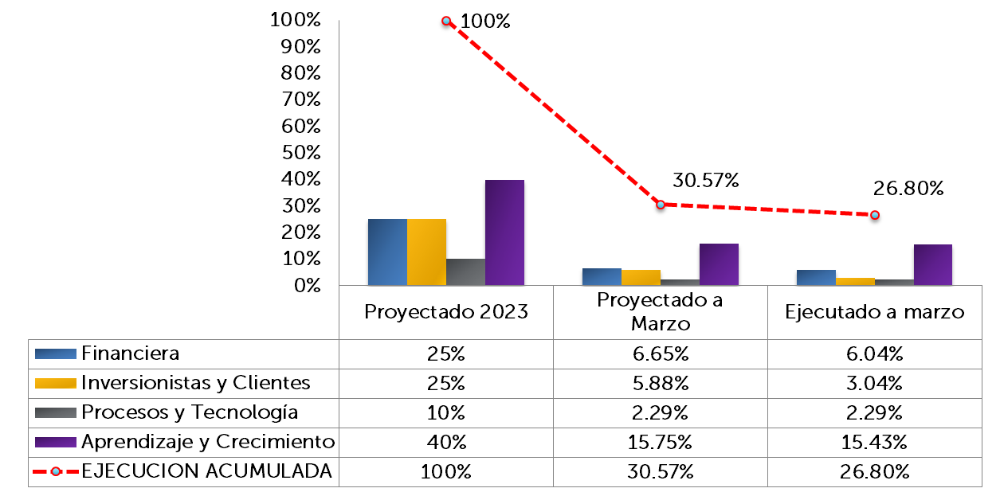 100%
90%
80%
70%
60%
50%
40%
30%
20%
10%
0%
100%
30.57%
26.80%
Proyectado 2023
Proyectado a
Marzo
Ejecutado a marzo
Financiera 25% 6.65% 6.04%
Inversionistas y Clientes 25% 5.88% 3.04%
Procesos y Tecnología 10% 2.29% 2.29%
Aprendizaje y Crecimiento 40% 15.75% 15.43%
EJECUCION ACUMULADA 100% 30.57% 26.80%